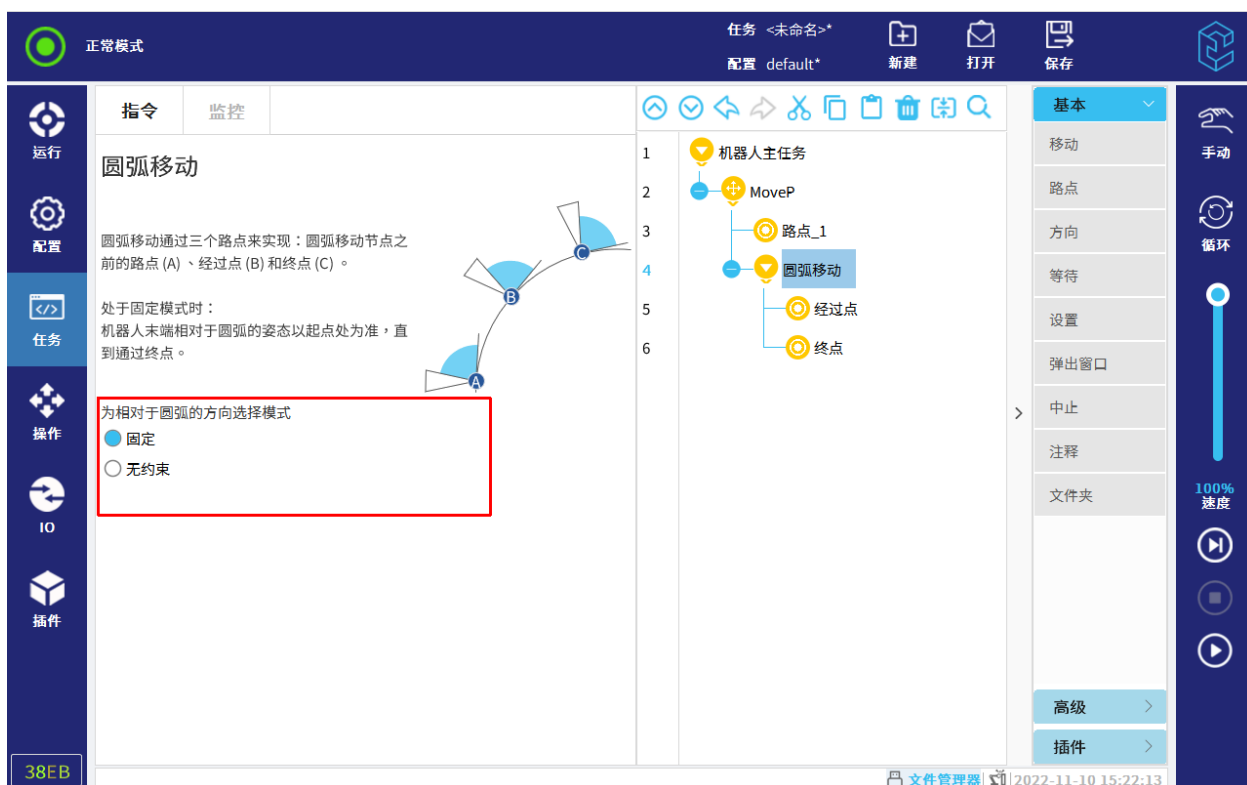 正常模式
任务 <未命名>*
配置 default*
新建
打开
保存
运行
配置
任务
操作
IO
插件
38EB
指令
监控
圆弧移动
圆弧移动通过三个路点来实现：圆弧移动节点之
前的路点 (A) 、经过点 (B) 和终点 (C) 。
处于固定模式时：
机器人末端相对于圆弧的姿态以起点处为准，直
到通过终点。
A
B
C
为相对于圆弧的方向选择模式
固定
无约束
1 机器人主任务
2 MoveP
3 路点_1
4 圆弧移动
5 经过点
6 终点
基本
移动
路点
方向
等待
设置
弹出窗口
中止
注释
文件夹
高级
插件
手动
循环
100%
速度
文件管理器
2022-11-10 15:22:13